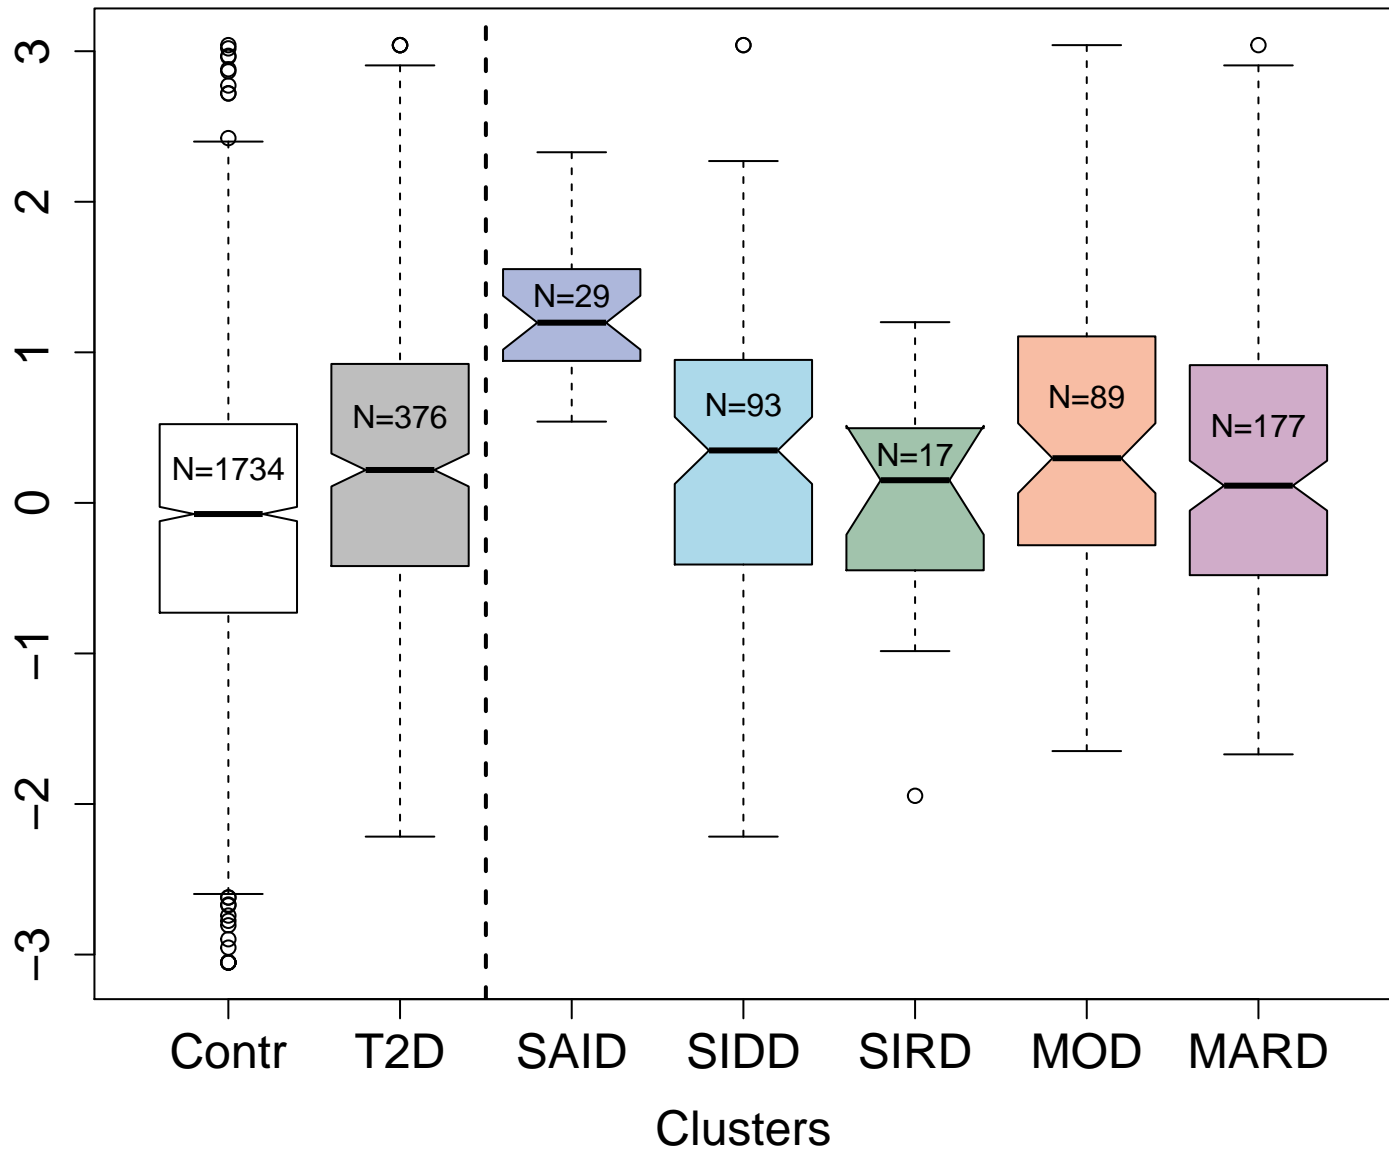 3
2
1
0
−1
−2
−3
N=1734
N=376
N=29
N=93
N=17
N=89
N=177
Contr T2D SAID SIDD SIRD MOD MARD
Clusters